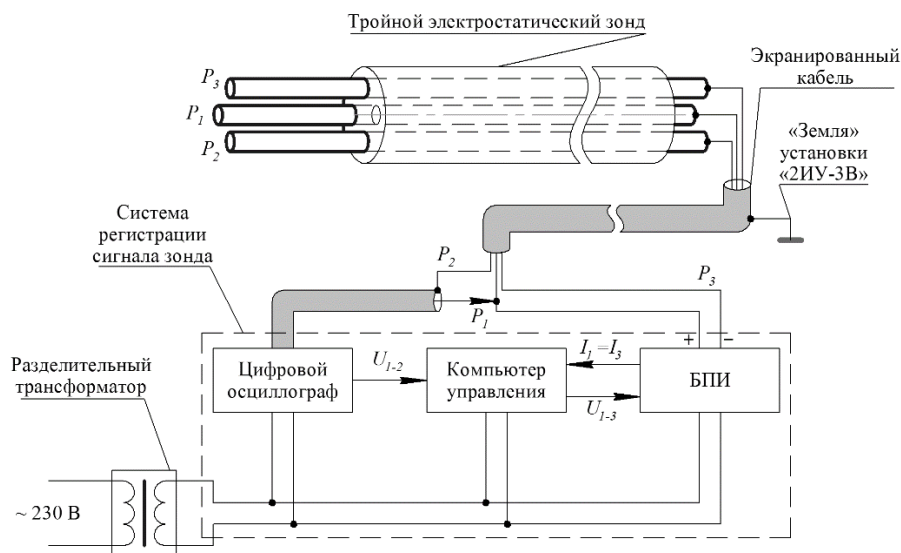 Тройной электростатический зонд
Экранированный
кабель
P3
P1
P2
«Земля»
установки
«2ИУ-3В»
Система
регистрации
сигнала зонда
P2
P3
P1
Разделительный
трансформатор
Цифровой
осциллограф
U1-2
Компьютер
управления
I1=I3
U1-3
+ −
БПИ
~ 230 В